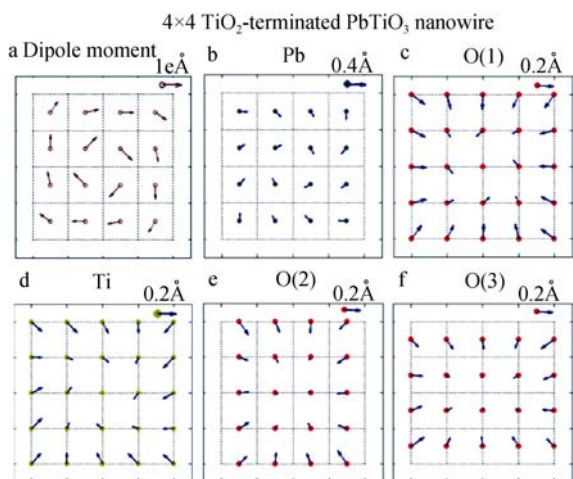 4×4 TiO₂-terminated PbTiO₃ nanowire
a Dipole moment
1eÅ
b Pb
0.4Å
c O(1)
0.2Å
d Ti
0.2Å
e O(2)
0.2Å
f O(3)
0.2Å